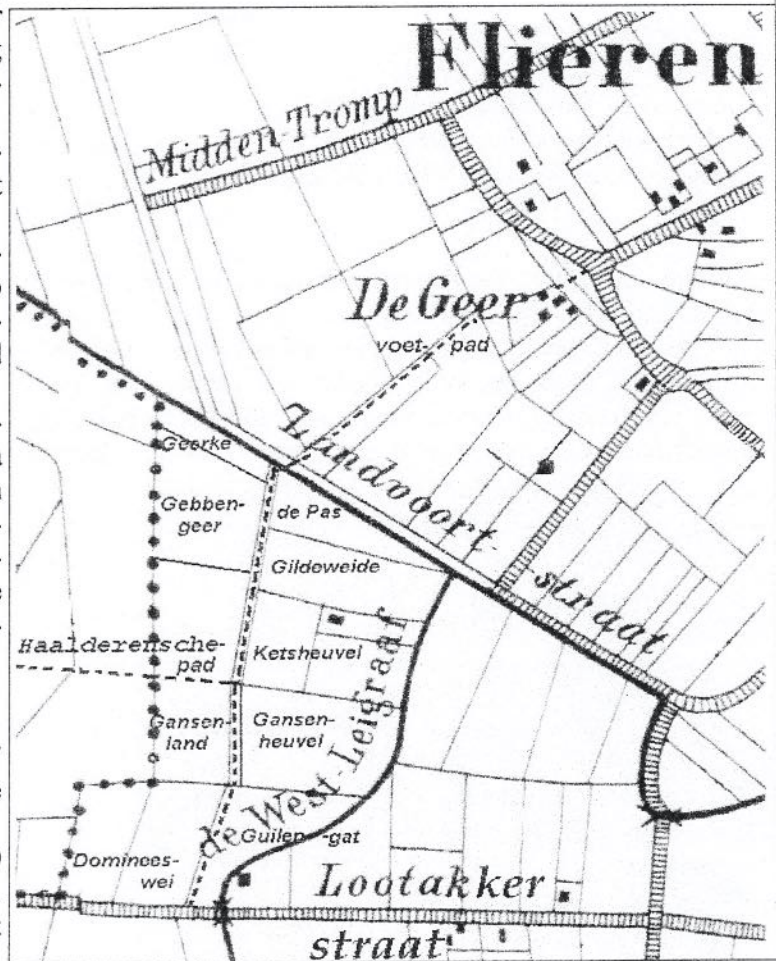 Flieren
Midden-Tromp
De Geer
voet- pad
Zandvoort-
straat
Geerke
Gebben-
geer
de Pas
Gildeweide
Haalderensche-
pad
Ketsheuvel
Gansen-
land
Gansen-
heuvel
de West-Leigraaf
Guilen- -gat
Dominees-
wei
Lootakker
straat